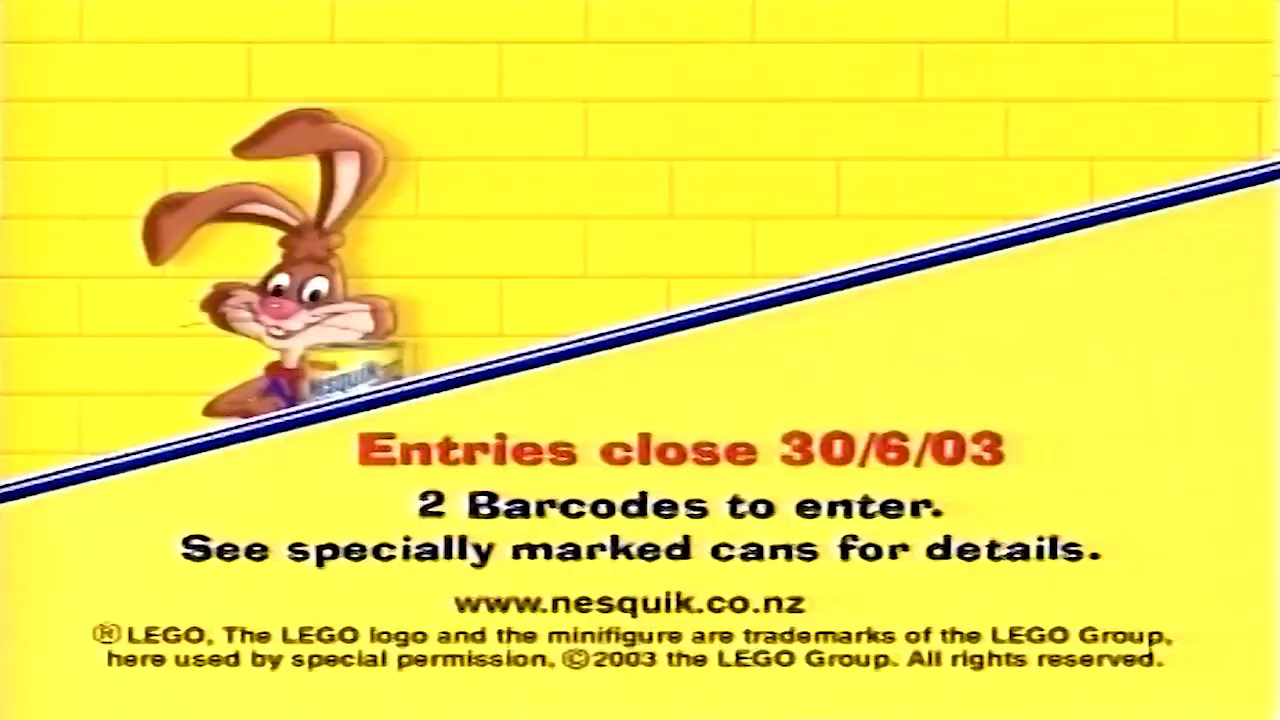 Nesquik
Entries close 30/6/03
2 Barcodes to enter.
See specially marked cans for details.
www.nesquik.co.nz
® LEGO, The LEGO logo and the minifigure are trademarks of the LEGO Group,
here used by special permission, ©2003 the LEGO Group. All rights reserved.